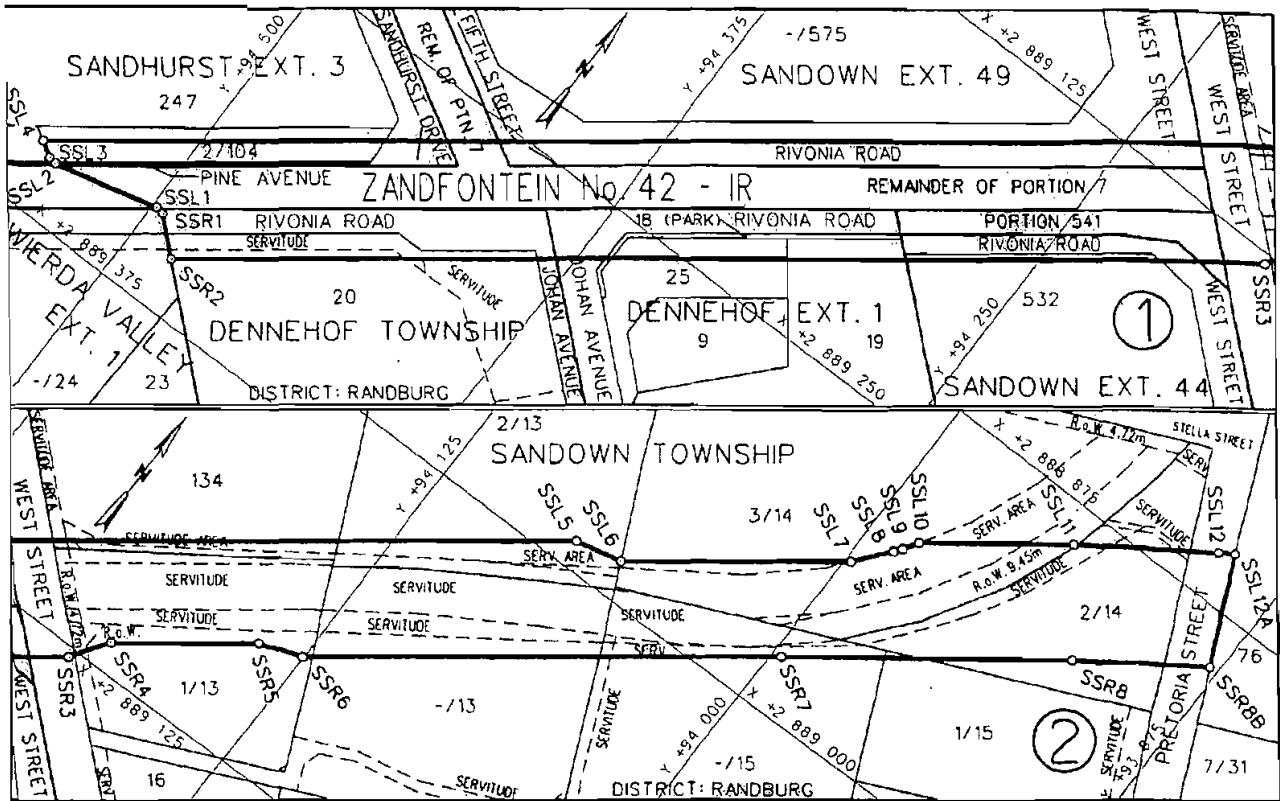 SANDHURST EXT. 3
247
Y +94 500
SANDHURST DRIVE
REM. OF PTN 7
FIFTH STREET
N
Y +94 375
-/575
SANDOWN EXT. 49
X +2 889 125
WEST STREET
WEST STREET
SERVITUDE AREA
SSL4
SSL3
SSL2
2/104
PINE AVENUE
RIVONIA ROAD
ZANDFONTEIN No 42 - IR
REMAINDER OF PORTION 7
SSL1
SSR1
RIVONIA ROAD
SERVITUDE
18 (PARK)
RIVONIA ROAD
PORTION 541
RIVONIA ROAD
X +2 889 375
WIERDA VALLEY
EXT. 1
SSR2
SERVITUDE
20
DENNEHOF TOWNSHIP
JOHAN AVENUE
JOHAN AVENUE
25
DENNEHOF EXT. 1
9
19
X +2 889 250
Y +94 250
532
1
WEST STREET
SSR3
-/24
23
DISTRICT: RANDBURG
SANDOWN EXT. 44
SERVITUDE AREA
N
134
2/13
SANDOWN TOWNSHIP
Y +94 125
R.o.W. 4.72m
STELLA STREET
SERV.
X +2 888 875
WEST STREET
SERVITUDE AREA
SSL5
SSL6
SERV. AREA
3/14
SSL7
SSL8
SSL9
SSL10
SERV. AREA
SSL11
SERVITUDE
SSL12
SSL12A
R.o.W. 4.72m
SERVITUDE
SERVITUDE
SERV. AREA
R.o.W. 9.45m
SERVITUDE
SERVITUDE
SERVITUDE
SERVITUDE
R.o.W.
SERV.
2/14
PRETORIA STREET
76
SSR3
SSR4
SSR5
SSR6
SSR7
SSR8
SSR8B
WEST STREET
X +2 889 125
1/13
-/13
SERVITUDE
Y +94 000
X +2 889 000
1/15
2
SERVITUDE
+93 875
SERV.
16
SERVITUDE
-/15
7/31
DISTRICT: RANDBURG